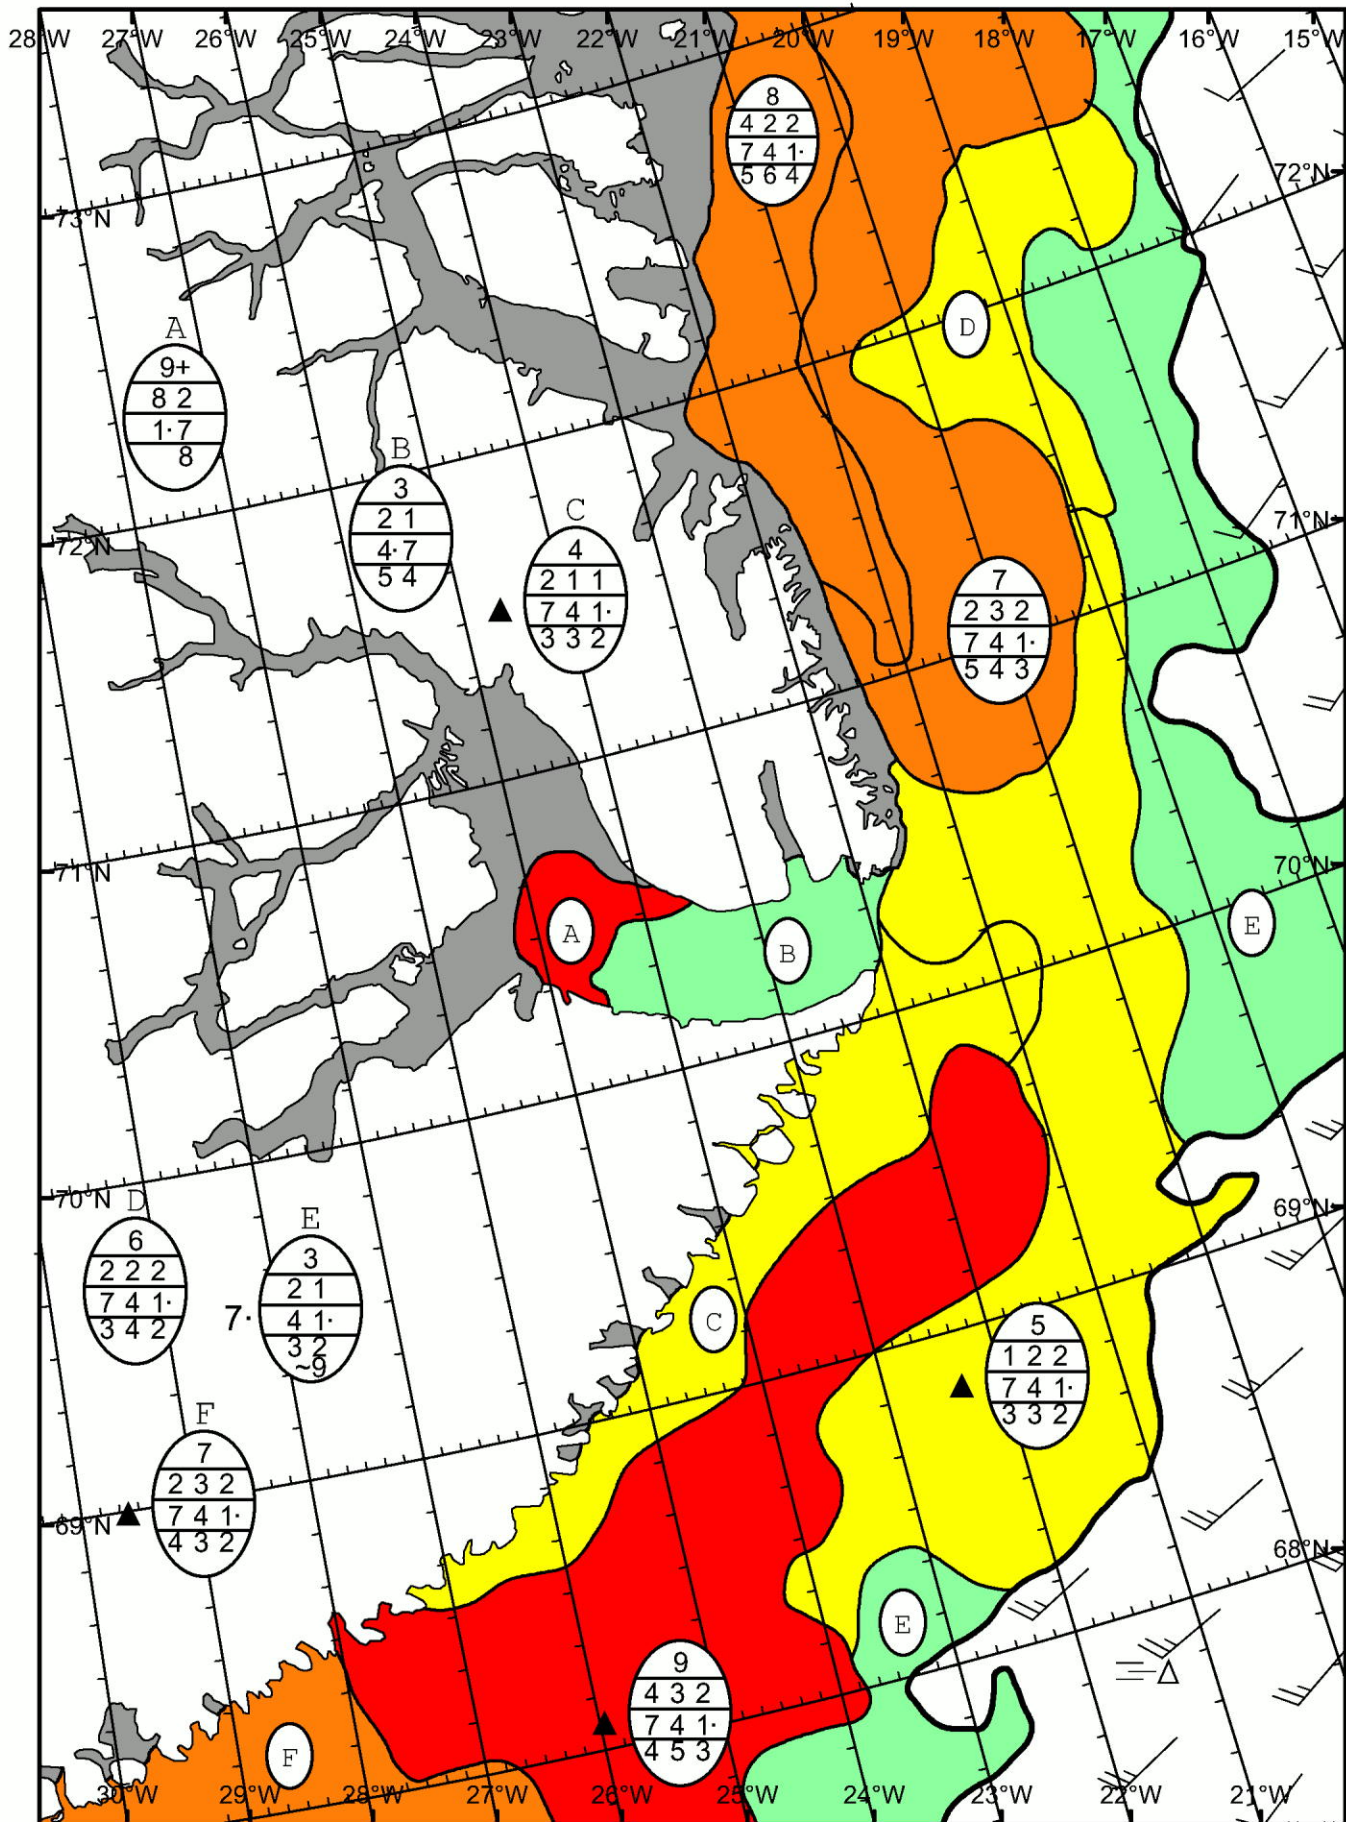 28°W 27°W 26°W 25°W 24°W 23°W 22°W 21°W 20°W 19°W 18°W 17°W 16°W 15°W
8
4 2 2
7 4 1·
5 6 4
72°N
73°N
D
A
9+
8 2
1·7
8
B
3
2 1
4·7
5 4
C
4
2 1 1
7 4 1·
3 3 2
71°N
72°N
7
2 3 2
7 4 1·
5 4 3
70°N
71°N
A
B
E
70°N
69°N
D
6
2 2 2
7 4 1·
3 4 2
E
3
2 1
7· 4 1·
3 2
~9
C
5
1 2 2
7 4 1·
3 3 2
F
7
2 3 2
7 4 1·
4 3 2
69°N
68°N
E
9
4 3 2
7 4 1·
4 5 3
F
30°W 29°W 28°W 27°W 26°W 25°W 24°W 23°W 22°W 21°W